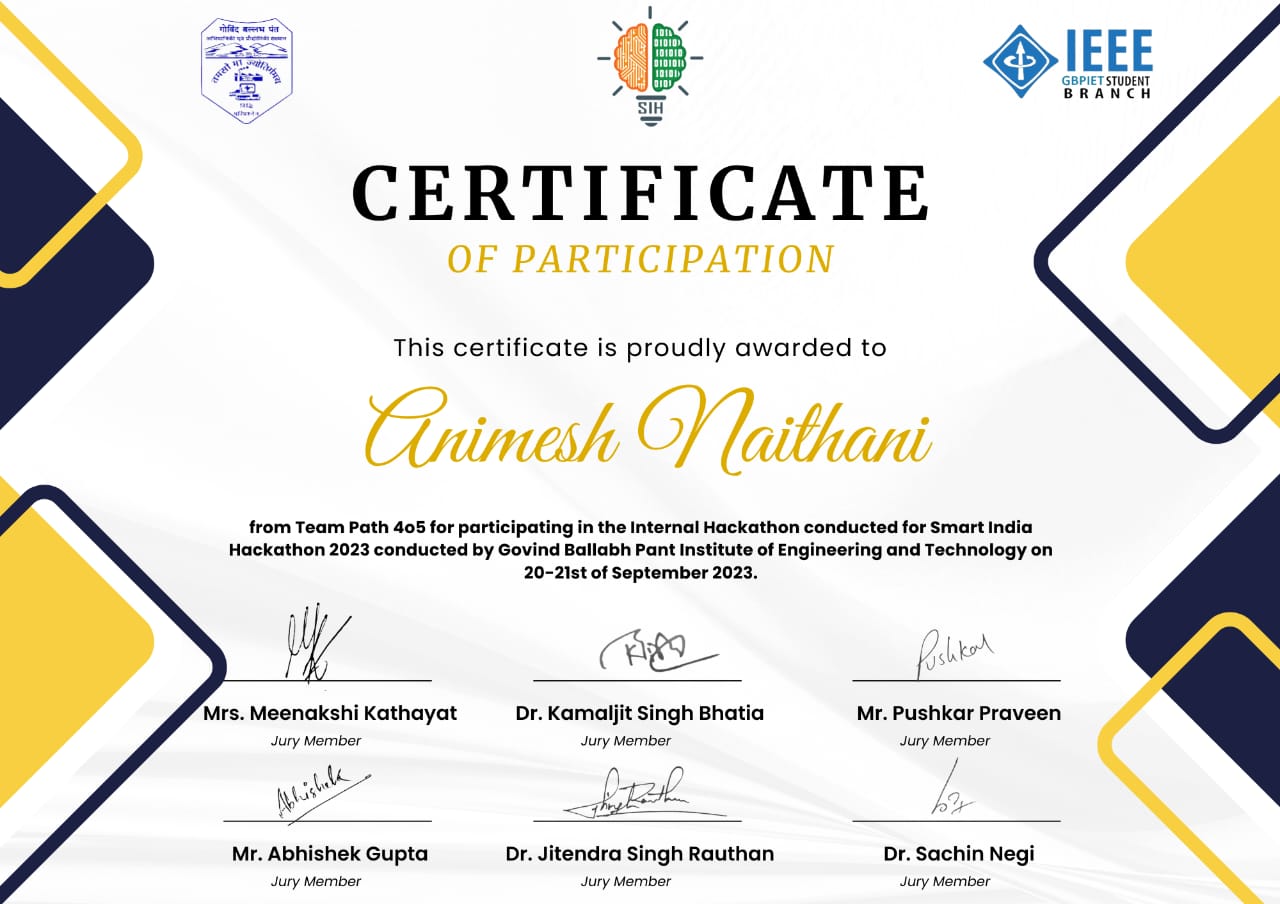 गोबिंद बल्लभ पंत
अभियांत्रिकी एवं प्रौद्योगिकी संस्थान
तमसो मा ज्योतिर्गमय
SIH
IEEE
GBPIET STUDENT
BRANCH
CERTIFICATE
OF PARTICIPATION
This certificate is proudly awarded to
Animesh Naithani
from Team Path 4o5 for participating in the Internal Hackathon conducted for Smart India
Hackathon 2023 conducted by Govind Ballabh Pant Institute of Engineering and Technology on
20-21st of September 2023.
Pushkar
Mrs. Meenakshi Kathayat
Dr. Kamaljit Singh Bhatia
Mr. Pushkar Praveen
Jury Member
Jury Member
Jury Member
Abhishek
Mr. Abhishek Gupta
Dr. Jitendra Singh Rauthan
Dr. Sachin Negi
Jury Member
Jury Member
Jury Member